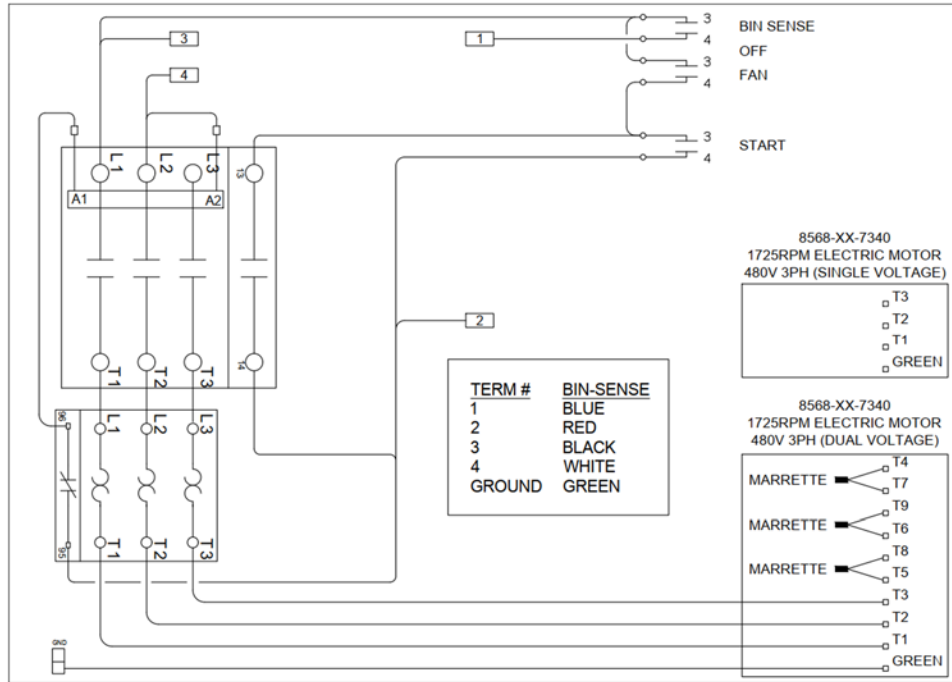 3
4
1
3
4
BIN SENSE
OFF
3
4
FAN
3
4
START
L1
L2
L3
13
A1
A2
T1
T2
T3
14
2
TERM # BIN-SENSE
1 BLUE
2 RED
3 BLACK
4 WHITE
GROUND GREEN
96
L1
L2
L3
95
T1
T2
T3
GND
8568-XX-7340
1725RPM ELECTRIC MOTOR
480V 3PH (SINGLE VOLTAGE)
T3
T2
T1
GREEN
8568-XX-7340
1725RPM ELECTRIC MOTOR
480V 3PH (DUAL VOLTAGE)
MARRETTE
T4
T7
MARRETTE
T9
T6
MARRETTE
T8
T5
T3
T2
T1
GREEN